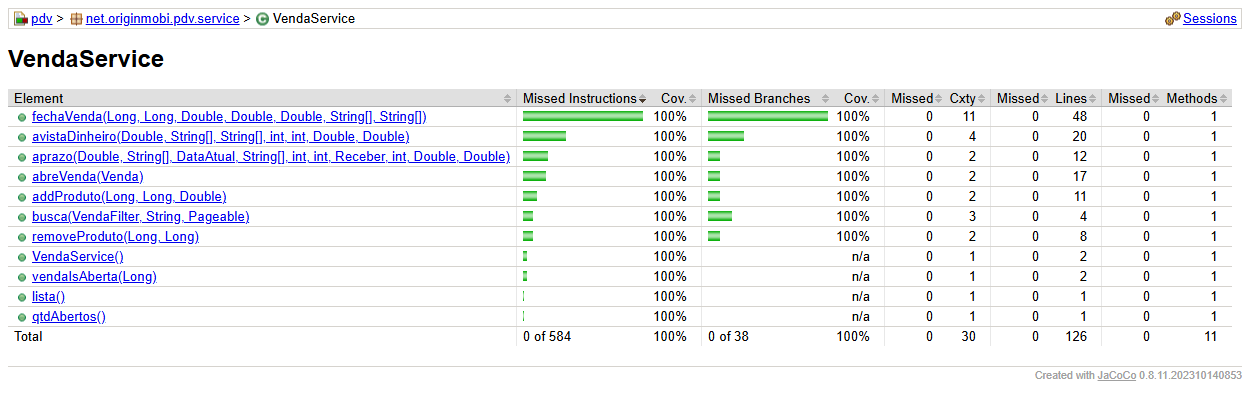 pdv > net.originmobi.pdv.service > VendaService Sessions
VendaService
Element Missed Instructions Cov. Missed Branches Cov. Missed Cxty Missed Lines Missed Methods
fechaVenda(Long, Long, Double, Double, Double, String[], String[]) 100% 100% 0 11 0 48 0 1
avistaDinheiro(Double, String[], String[], int, int, Double, Double) 100% 100% 0 4 0 20 0 1
aprazo(Double, String[], DataAtual, String[], int, int, Receber, int, Double, Double) 100% 100% 0 2 0 12 0 1
abreVenda(Venda) 100% 100% 0 2 0 17 0 1
addProduto(Long, Long, Double) 100% 100% 0 2 0 11 0 1
busca(VendaFilter, String, Pageable) 100% 100% 0 3 0 4 0 1
removeProduto(Long, Long) 100% 100% 0 2 0 8 0 1
VendaService() 100% n/a 0 1 0 2 0 1
vendaIsAberta(Long) 100% n/a 0 1 0 2 0 1
lista() 100% n/a 0 1 0 1 0 1
qtdAbertos() 100% n/a 0 1 0 1 0 1
Total 0 of 584 100% 0 of 38 100% 0 30 0 126 0 11
Created with JaCoCo 0.8.11.202310140853